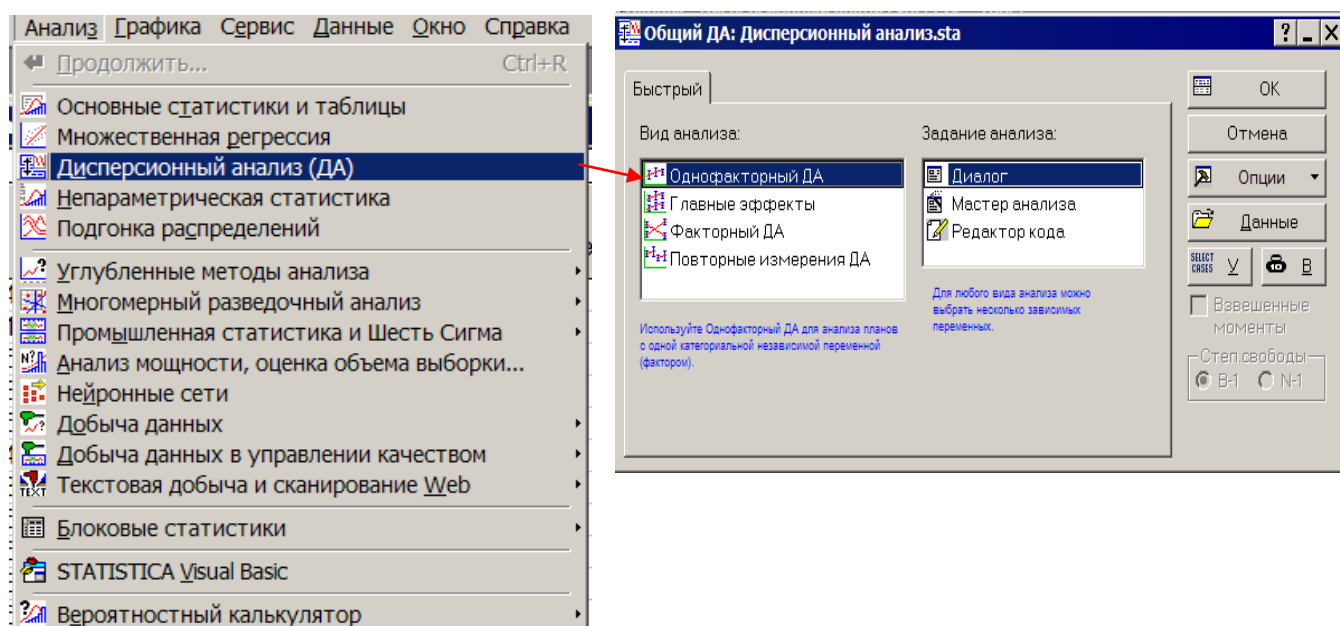 Анализ Графика Сервис Данные Окно Справка
Продолжить... Ctrl+R
Основные статистики и таблицы
Множественная регрессия
Дисперсионный анализ (ДА)
Непараметрическая статистика
Подгонка распределений
Углубленные методы анализа
Многомерный разведочный анализ
Промышленная статистика и Шесть Сигма
Анализ мощности, оценка объема выборки...
Нейронные сети
Добыча данных
Добыча данных в управлении качеством
Текстовая добыча и сканирование Web
Блоковые статистики
STATISTICA Visual Basic
Вероятностный калькулятор
Общий ДА: Дисперсионный анализ.sta
Быстрый
Вид анализа:
Однофакторный ДА
Главные эффекты
Факторный ДА
Повторные измерения ДА
Используйте Однофакторный ДА для анализа планов
с одной категориальной независимой переменной
(фактором).
Задание анализа:
Диалог
Мастер анализа
Редактор кода
Для любого вида анализа можно
выбрать несколько зависимых
переменных.
OK
Отмена
Опции
Данные
SELECT
CASES
У
В
Взвешенные
моменты
Степ.свободы
В-1 N-1